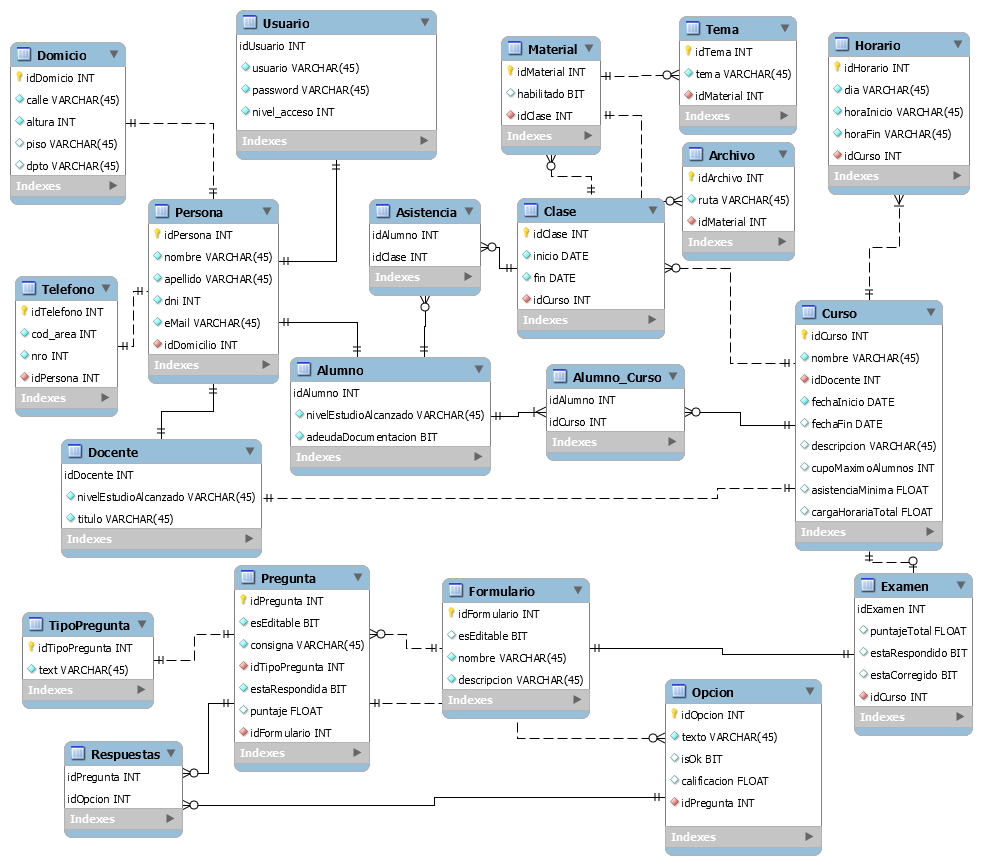 Domicio
idDomicio INT
calle VARCHAR(45)
altura INT
piso VARCHAR(45)
dpto VARCHAR(45)
Indexes
Usuario
idUsuario INT
usuario VARCHAR(45)
password VARCHAR(45)
nivel_acceso INT
Indexes
Material
idMaterial INT
habilitado BIT
idClase INT
Indexes
Tema
idTema INT
tema VARCHAR(45)
idMaterial INT
Indexes
Horario
idHorario INT
dia VARCHAR(45)
horaInicio VARCHAR(45)
horaFin VARCHAR(45)
idCurso INT
Indexes
Archivo
idArchivo INT
ruta VARCHAR(45)
idMaterial INT
Indexes
Persona
idPersona INT
nombre VARCHAR(45)
apellido VARCHAR(45)
dni INT
eMail VARCHAR(45)
idDomicilio INT
Indexes
Asistencia
idAlumno INT
idClase INT
Indexes
Clase
idClase INT
inicio DATE
fin DATE
idCurso INT
Indexes
Telefono
idTelefono INT
cod_area INT
nro INT
idPersona INT
Indexes
Curso
idCurso INT
nombre VARCHAR(45)
idDocente INT
fechaInicio DATE
fechaFin DATE
descripcion VARCHAR(45)
cupoMaximoAlumnos INT
asistenciaMinima FLOAT
cargaHorariaTotal FLOAT
Indexes
Alumno
idAlumno INT
nivelEstudioAlcanzado VARCHAR(45)
adeudaDocumentacion BIT
Indexes
Alumno_Curso
idAlumno INT
idCurso INT
Indexes
Docente
idDocente INT
nivelEstudioAlcanzado VARCHAR(45)
titulo VARCHAR(45)
Indexes
Pregunta
idPregunta INT
esEditable BIT
consigna VARCHAR(45)
idTipoPregunta INT
estaRespondida BIT
puntaje FLOAT
idFormulario INT
Indexes
Formulario
idFormulario INT
esEditable BIT
nombre VARCHAR(45)
descripcion VARCHAR(45)
Indexes
Examen
idExamen INT
puntajeTotal FLOAT
estaRespondido BIT
estaCorregido BIT
idCurso INT
Indexes
TipoPregunta
idTipoPregunta INT
text VARCHAR(45)
Indexes
Opcion
idOpcion INT
texto VARCHAR(45)
isOk BIT
calificacion FLOAT
idPregunta INT
Indexes
Respuestas
idPregunta INT
idOpcion INT
Indexes